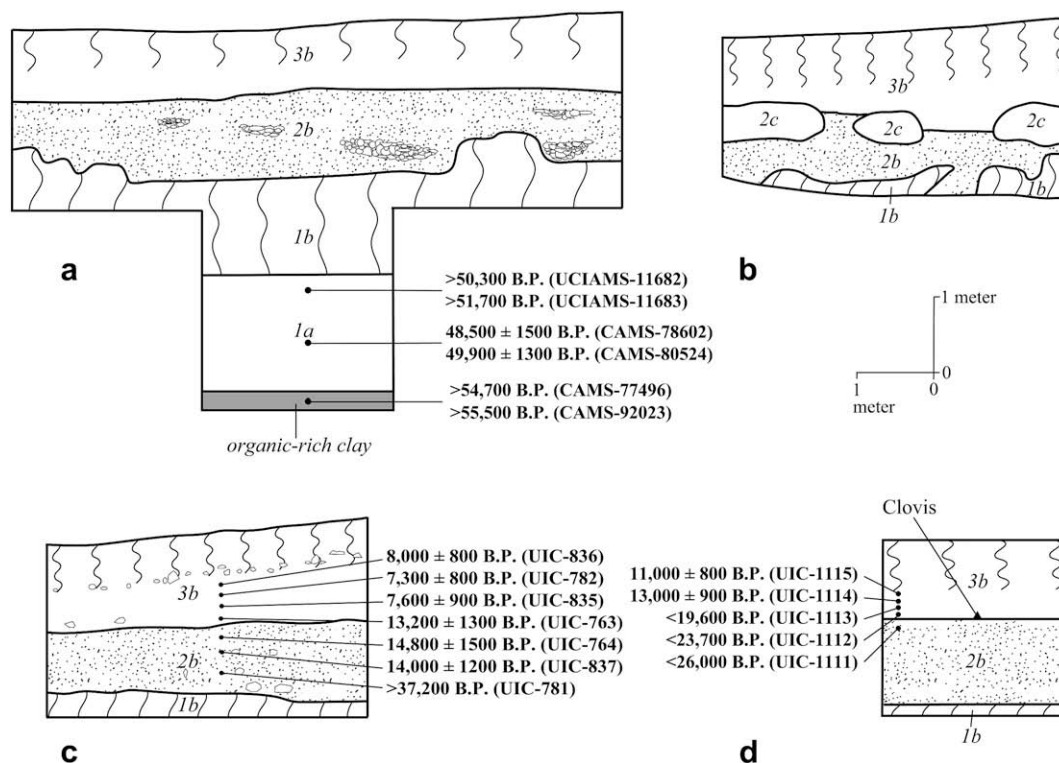 3b
2b
1b
a
>50,300 B.P. (UCIAMS-11682)
>51,700 B.P. (UCIAMS-11683)
1a
48,500 ± 1500 B.P. (CAMS-78602)
49,900 ± 1300 B.P. (CAMS-80524)
>54,700 B.P. (CAMS-77496)
>55,500 B.P. (CAMS-92023)
organic-rich clay
3b
2c
2c
2c
2b
1b
1b
b
1 meter
0
1
meter
0
8,000 ± 800 B.P. (UIC-836)
7,300 ± 800 B.P. (UIC-782)
3b
7,600 ± 900 B.P. (UIC-835)
13,200 ± 1300 B.P. (UIC-763)
14,800 ± 1500 B.P. (UIC-764)
2b
14,000 ± 1200 B.P. (UIC-837)
>37,200 B.P. (UIC-781)
1b
c
Clovis
11,000 ± 800 B.P. (UIC-1115)
3b
13,000 ± 900 B.P. (UIC-1114)
<19,600 B.P. (UIC-1113)
<23,700 B.P. (UIC-1112)
<26,000 B.P. (UIC-1111)
2b
1b
d